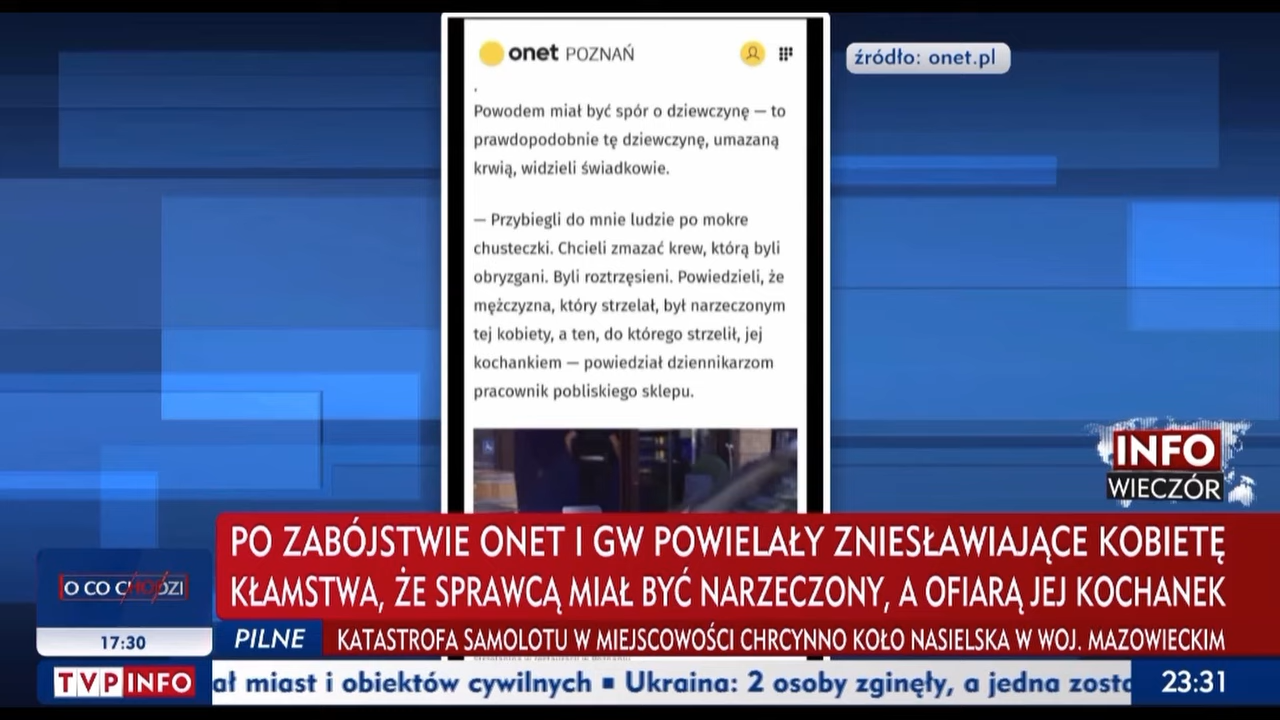 onet POZNAŃ
źródło: onet.pl
.
Powodem miał być spór o dziewczynę — to
prawdopodobnie tę dziewczynę, umazaną
krwią, widzieli świadkowie.
— Przybiegli do mnie ludzie po mokre
chusteczki. Chcieli zmazać krew, którą byli
obryzgani. Byli roztrzęsieni. Powiedzieli, że
mężczyzna, który strzelał, był narzeczonym
tej kobiety, a ten, do którego strzelił, jej
kochankiem — powiedział dziennikarzom
pracownik pobliskiego sklepu.
INFO
WIECZÓR
PO ZABÓJSTWIE ONET I GW POWIELAŁY ZNIESŁAWIAJĄCE KOBIETĘ
KŁAMSTWA, ŻE SPRAWCĄ MIAŁ BYĆ NARZECZONY, A OFIARĄ JEJ KOCHANEK
O CO CHODZI
17:30
PILNE
KATASTROFA SAMOLOTU W MIEJSCOWOŚCI CHRCYNNO KOŁO NASIELSKA W WOJ. MAZOWIECKIM
TVP INFO
ał miast i obiektów cywilnych ▪ Ukraina: 2 osoby zginęły, a jedna zosta
23:31